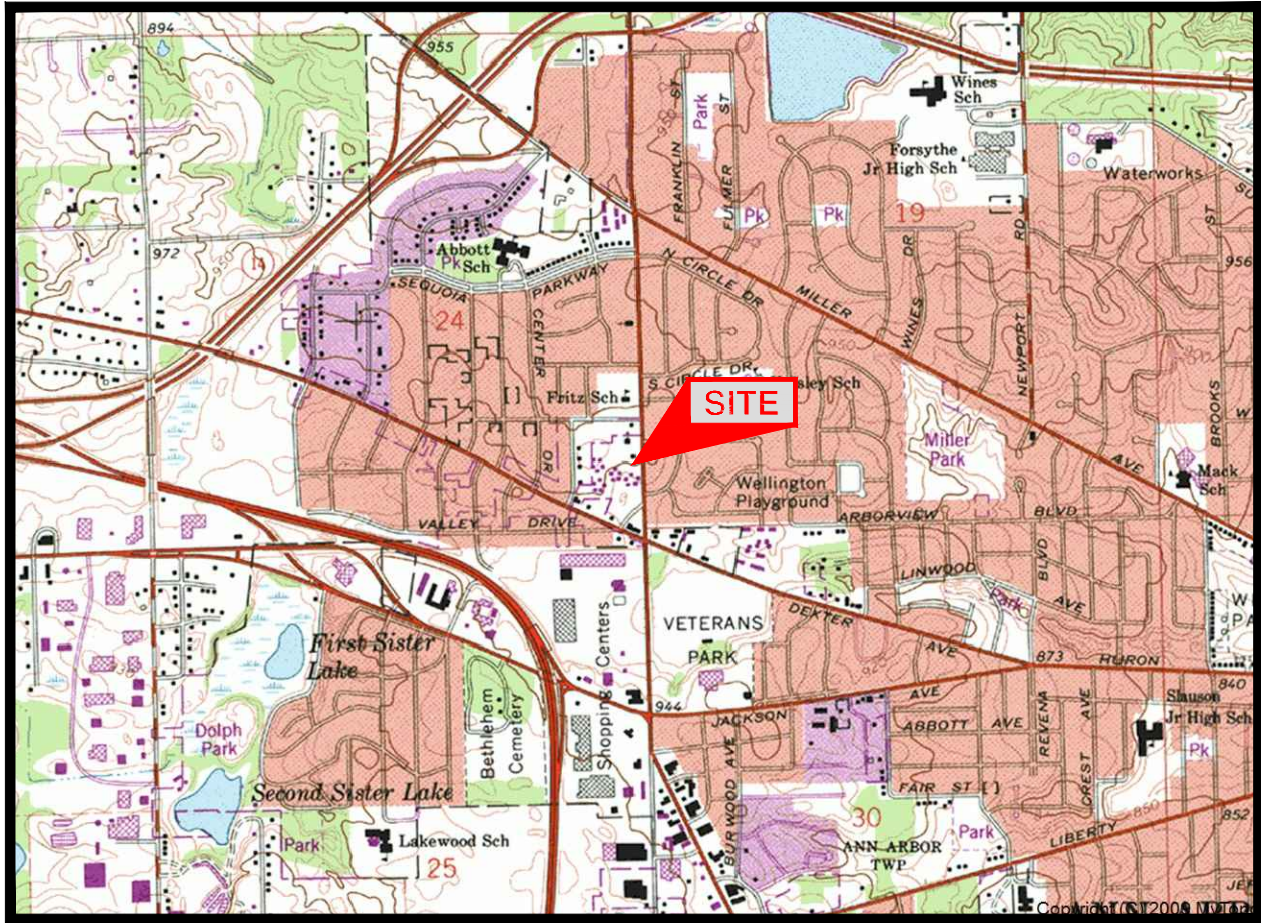 894
955
Wines
Sch
FRANKLIN ST
Park
FULMER ST
Forsythe
Jr High Sch
Waterworks
ST
Pk
Pk
19
RD
972
950
Abbott
Sch
Pk
956
SEQUOIA
PARKWAY
N. CIRCLE DR
MILLER
WINES DR
NEWPORT
24
CENTER
950
S CIRCLE DR
sley Sch
Fritz Sch
SITE
BROOKS
W
Miller
Park
AVE
Mack
Sch
DR
Wellington
Playground
VALLEY DRIVE
ARBORVIEW BLVD
LINWOOD
AVE
BLVD
Park
DEXTER
AVE
VETERANS
PARK
First Sister
Lake
Shopping Centers
873
HURON
840
944
JACKSON
AVE
Slauson
Jr High Sch
Dolph
Park
Bethlehem
Cemetery
ABBOTT AVE
REVENA
CREST AVE
Pk
Second Sister Lake
FAIR ST
BURWOOD AVE
850
852
Park
Lakewood Sch
25
30
Park
LIBERTY
ANN ARBOR
TWP